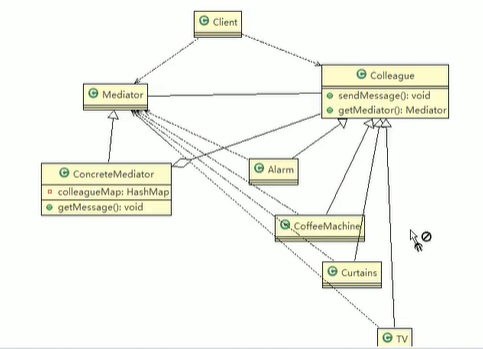 Client
Colleague
sendMessage(): void
getMediator(): Mediator
Mediator
ConcreteMediator
colleagueMap: HashMap
getMessage(): void
Alarm
CoffeeMachine
Curtains
TV